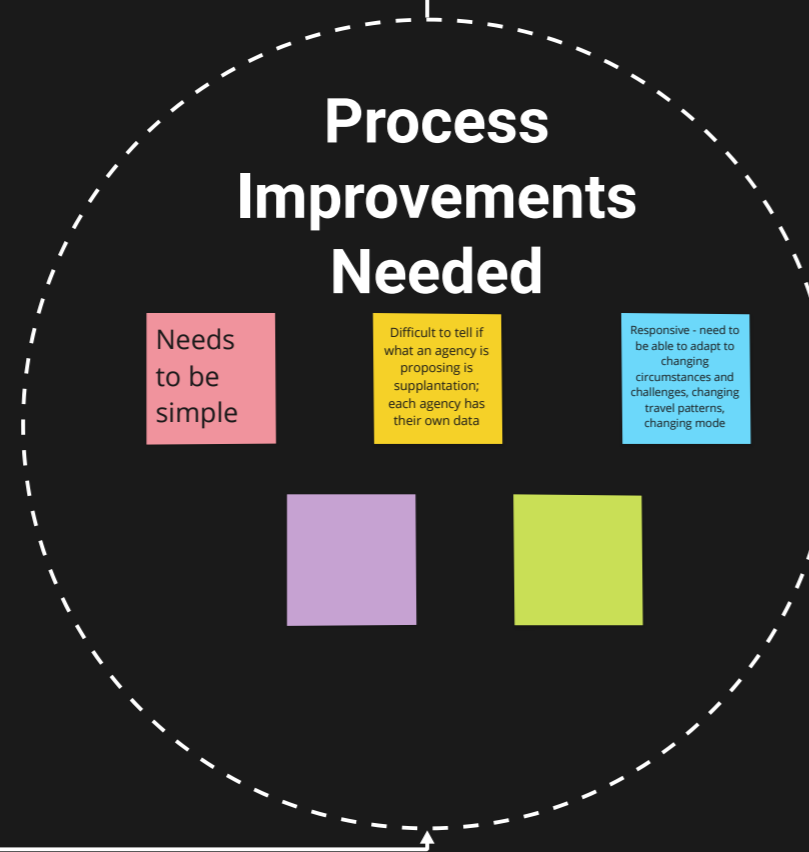 Process
Improvements
Needed
Needs
to be
simple
Difficult to tell if
what an agency is
proposing is
supplantation;
each agency has
their own data
Responsive - need to
be able to adapt to
changing
circumstances and
challenges, changing
travel patterns,
changing mode